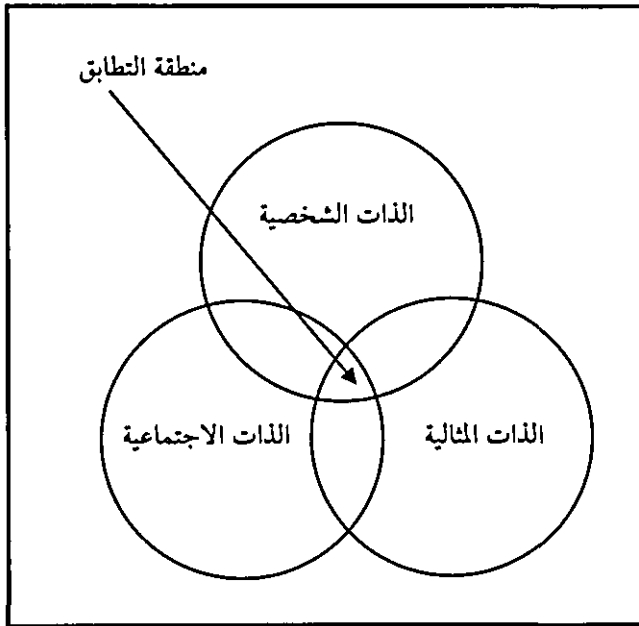 منطقة التطابق
الذات الشخصية
الذات الاجتماعية
الذات المثالية